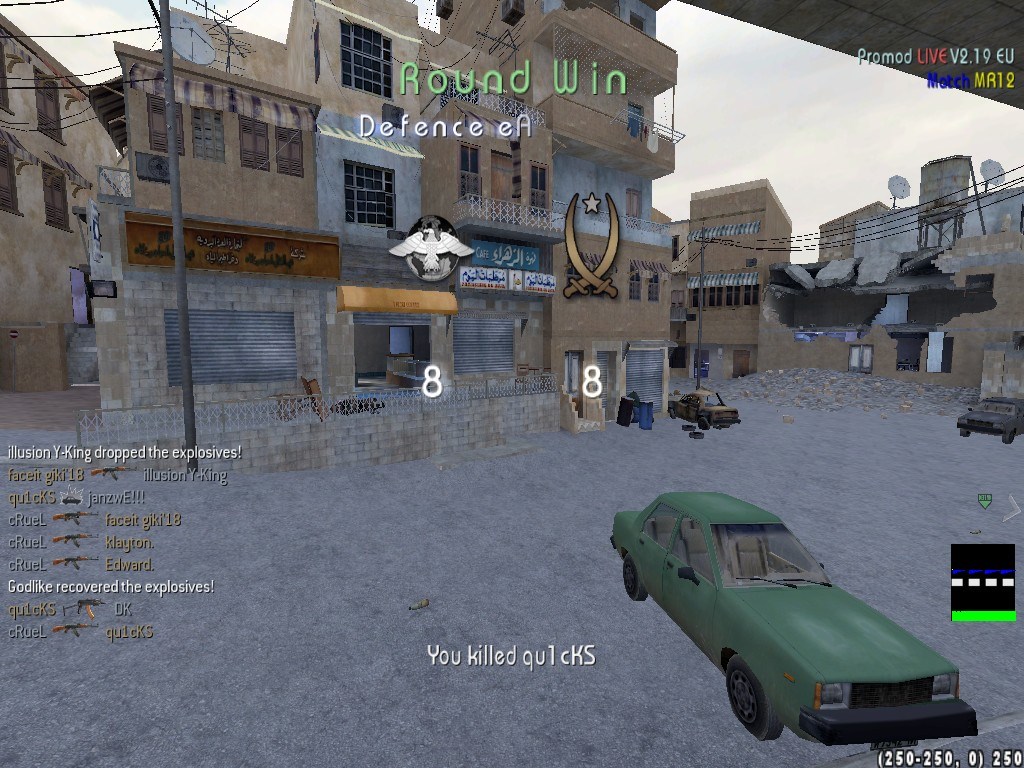 Promod LIVE V2.19 EU
Match MR12
Round Win
Defence eA
CAFE
8 8
illusion Y-King dropped the explosives!
faceit giki'18 illusion Y-King
qu1cKS janzwE!!!
cRueL faceit giki'18
cRueL klayton.
cRueL Edward.
Godlike recovered the explosives!
qu1cKS DK
cRueL qu1cKS
You killed qu1cKS
(250-250, 0) 250